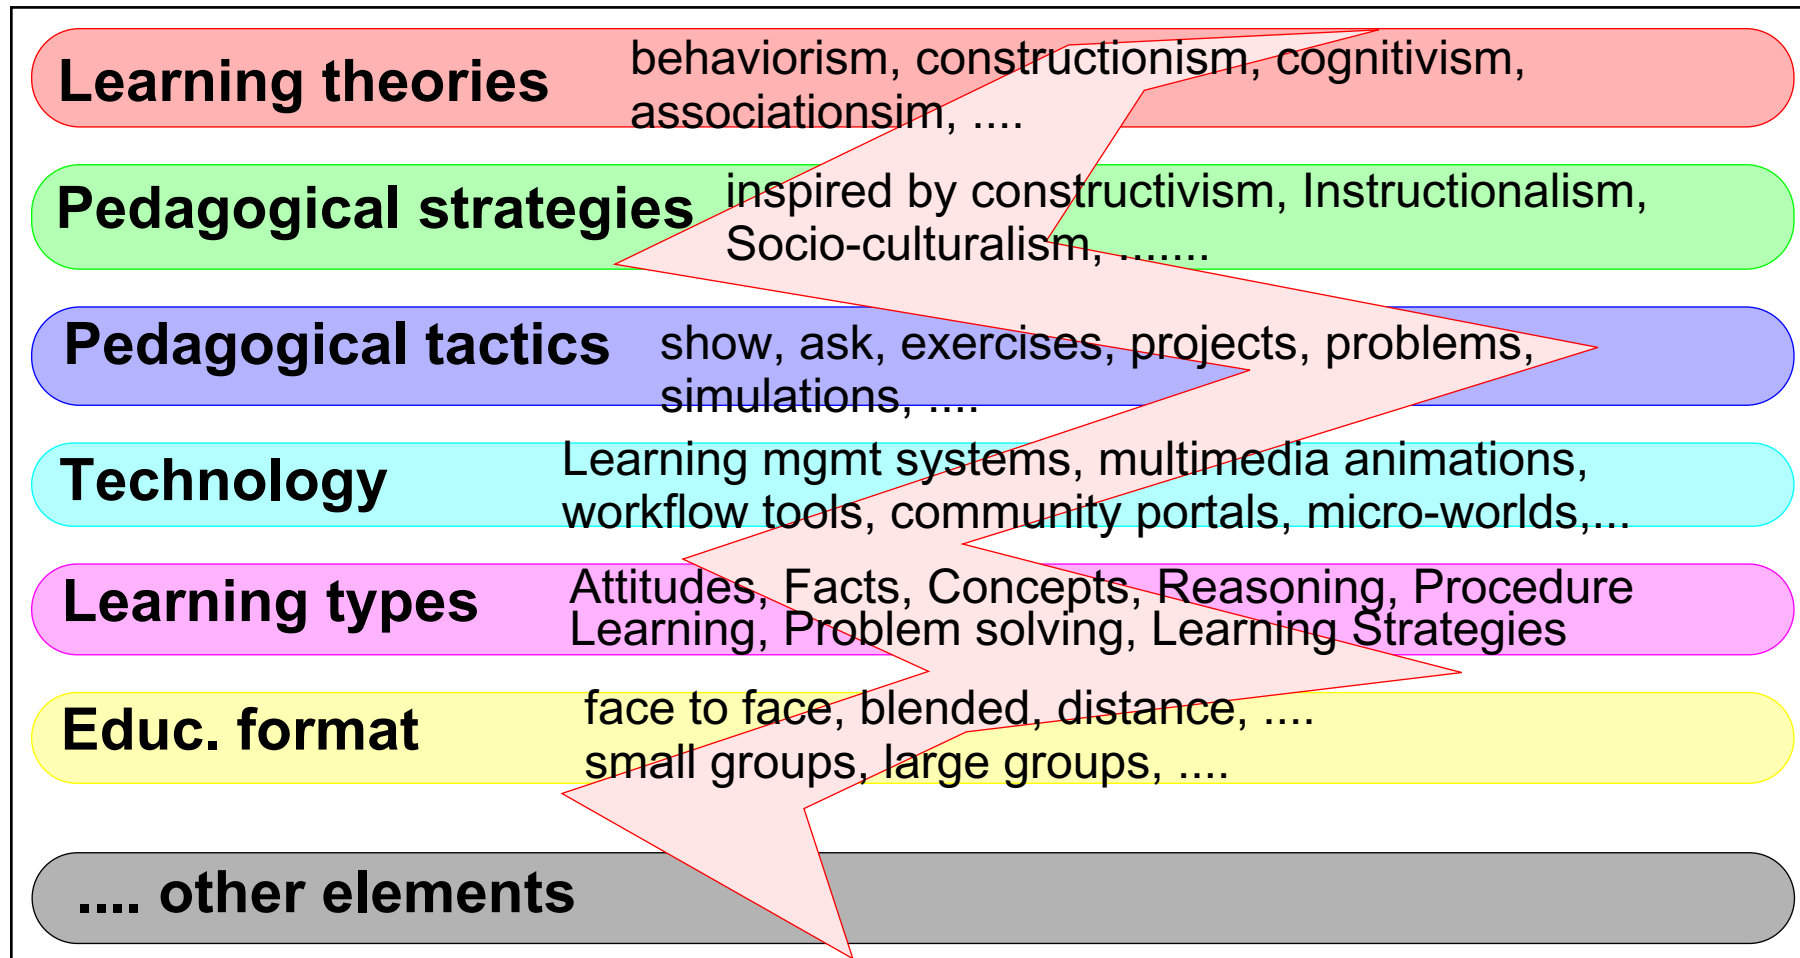 Learning theories
behaviorism, constructionism, cognitivism,
associationsim, ....
Pedagogical strategies
inspired by constructivism, Instructionalism,
Socio-culturalism, .......
Pedagogical tactics
show, ask, exercises, projects, problems,
simulations, ....
Technology
Learning mgmt systems, multimedia animations,
workflow tools, community portals, micro-worlds,...
Learning types
Attitudes, Facts, Concepts, Reasoning, Procedure
Learning, Problem solving, Learning Strategies
Educ. format
face to face, blended, distance, ....
small groups, large groups, ....
.... other elements